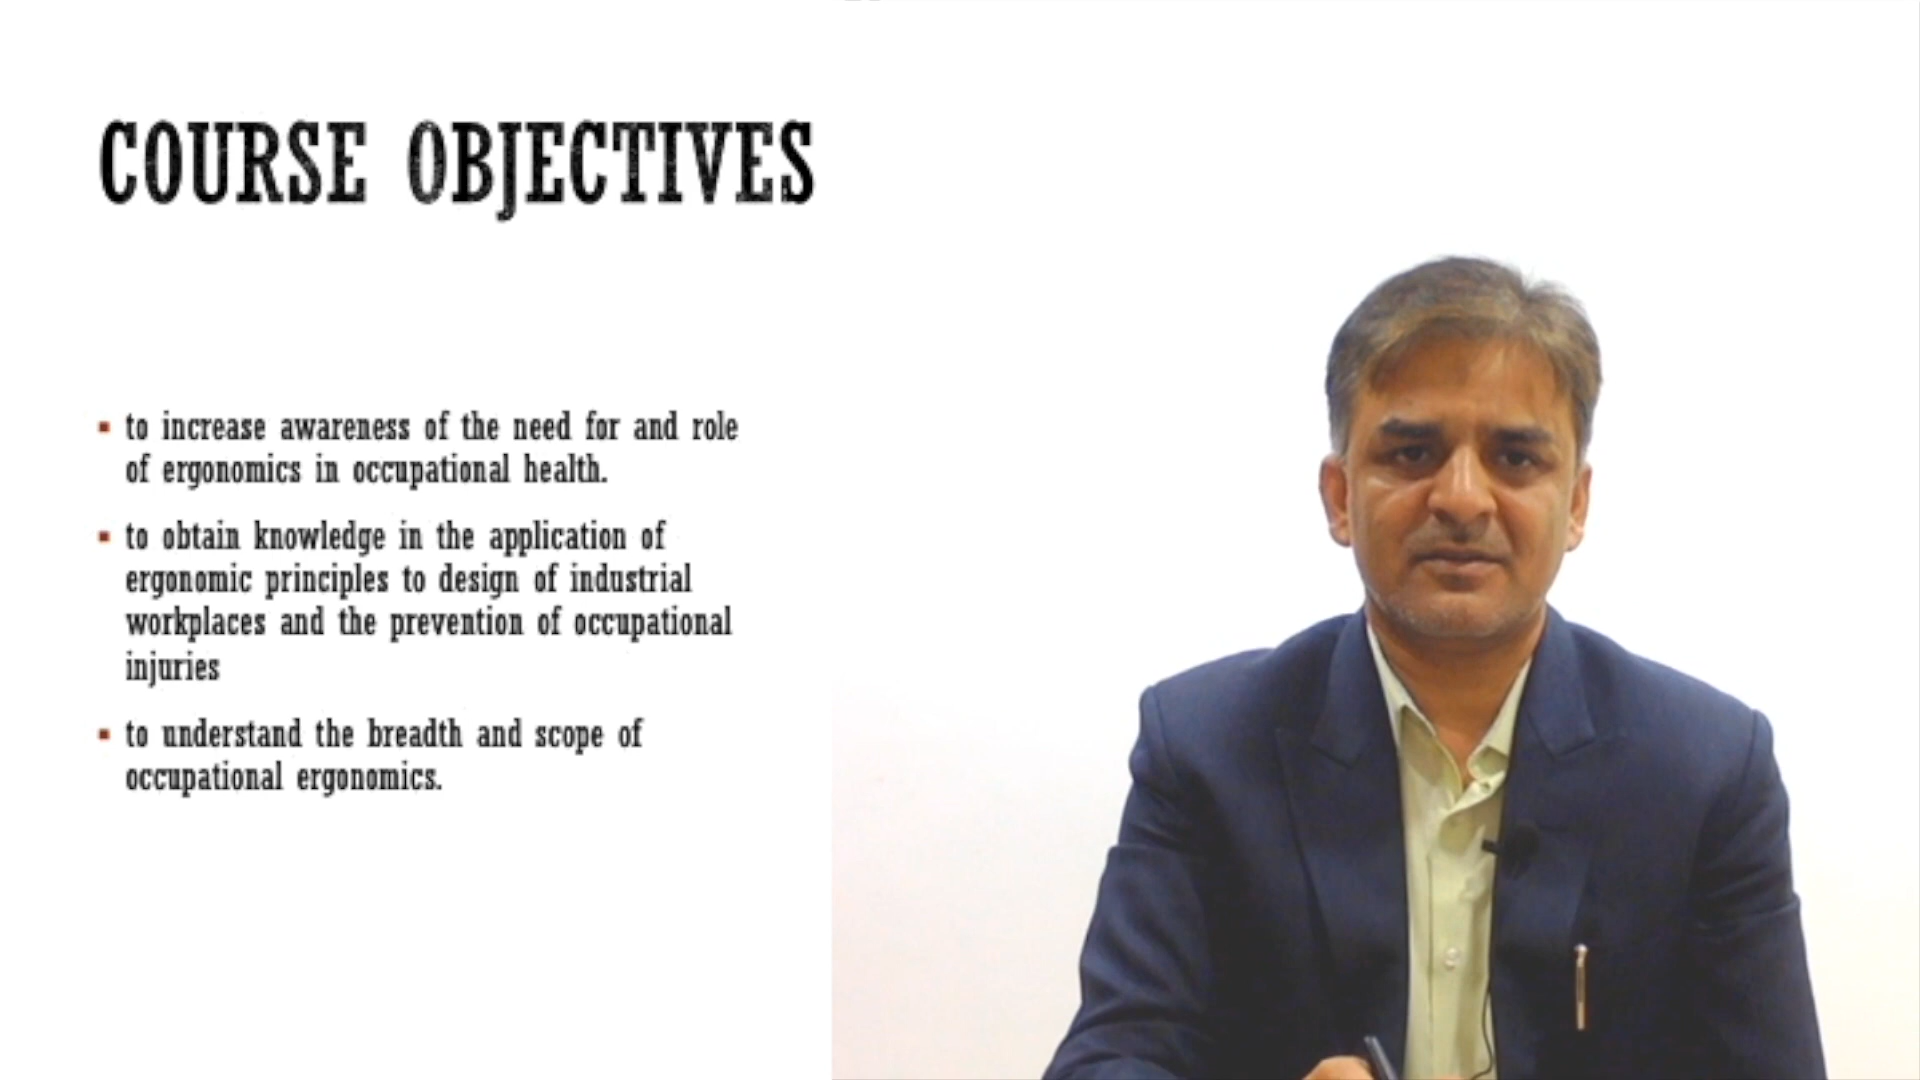 COURSE OBJECTIVES
to increase awareness of the need for and role
of ergonomics in occupational health.
to obtain knowledge in the application of
ergonomic principles to design of industrial
workplaces and the prevention of occupational
injuries
to understand the breadth and scope of
occupational ergonomics.